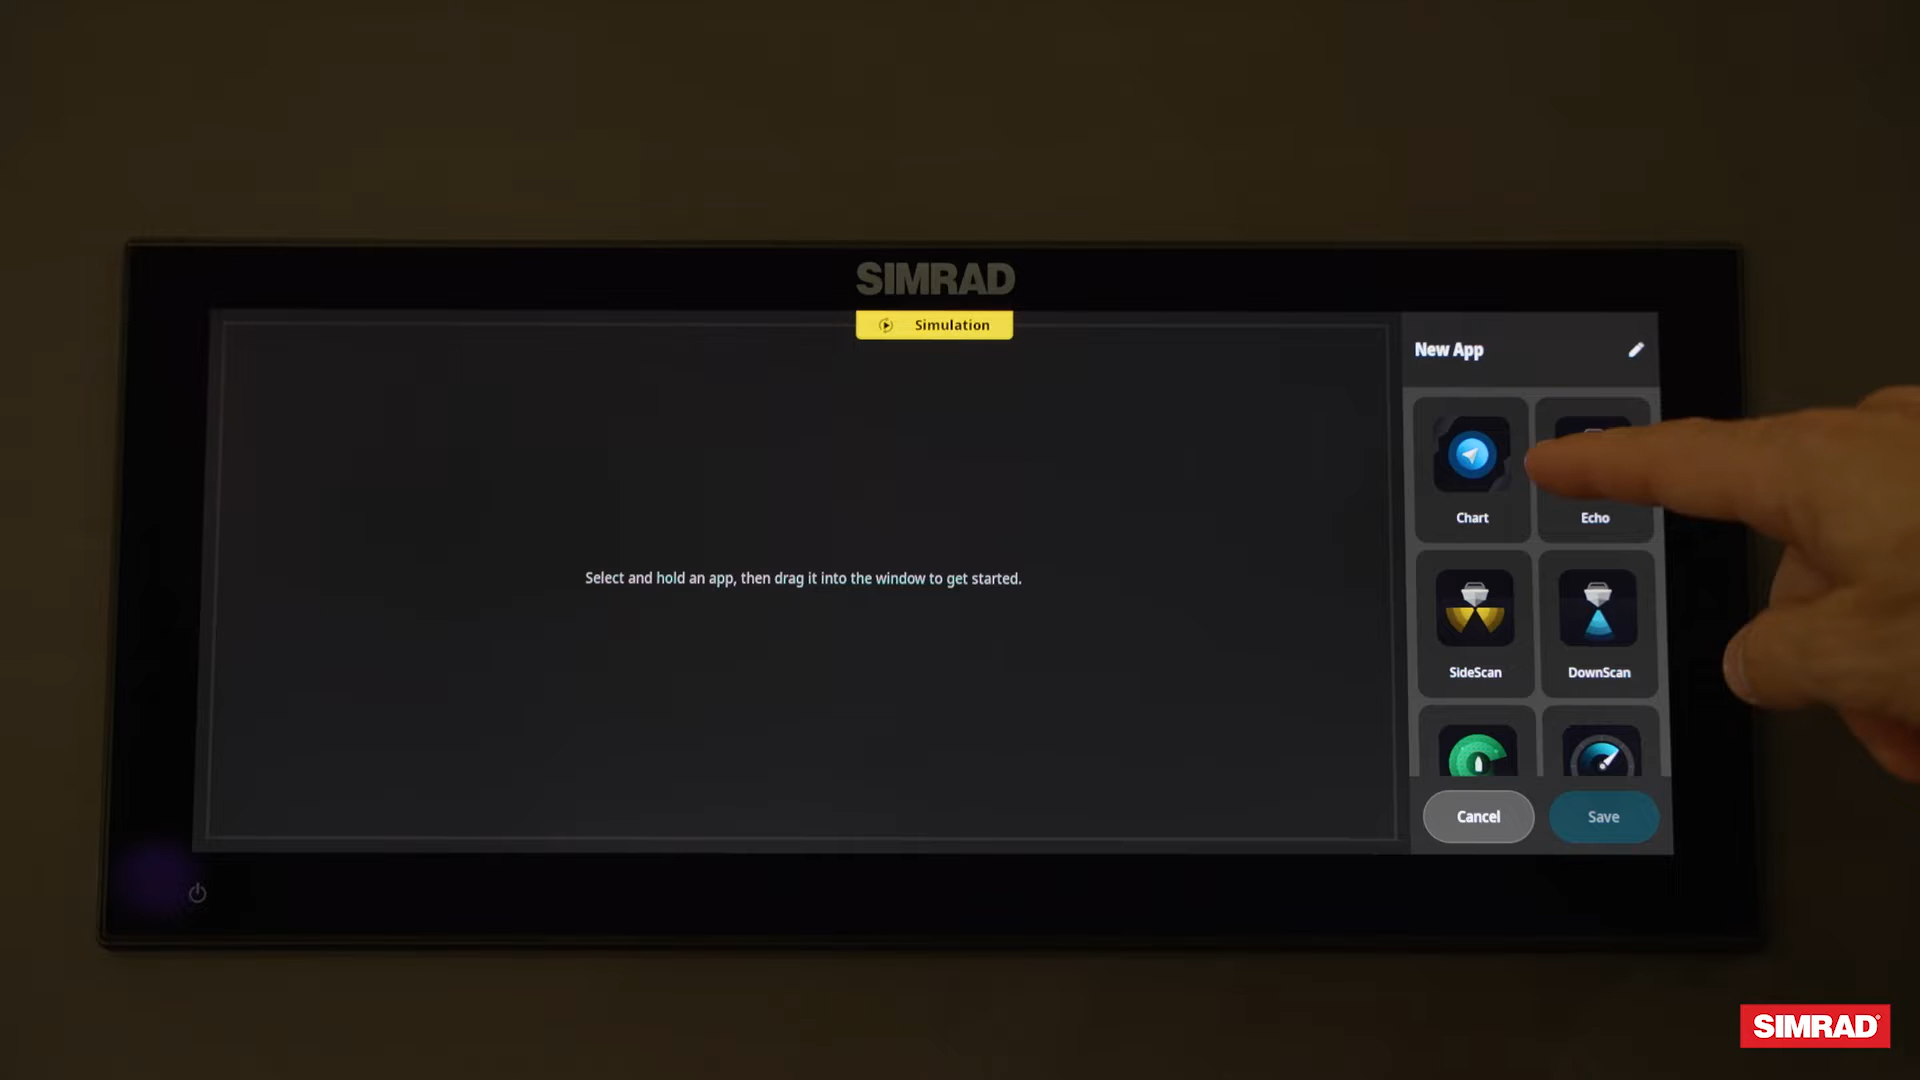 SIMRAD
Simulation
New App
Chart
Echo
Select and hold an app, then drag it into the window to get started.
SideScan
DownScan
Cancel
Save
SIMRAD